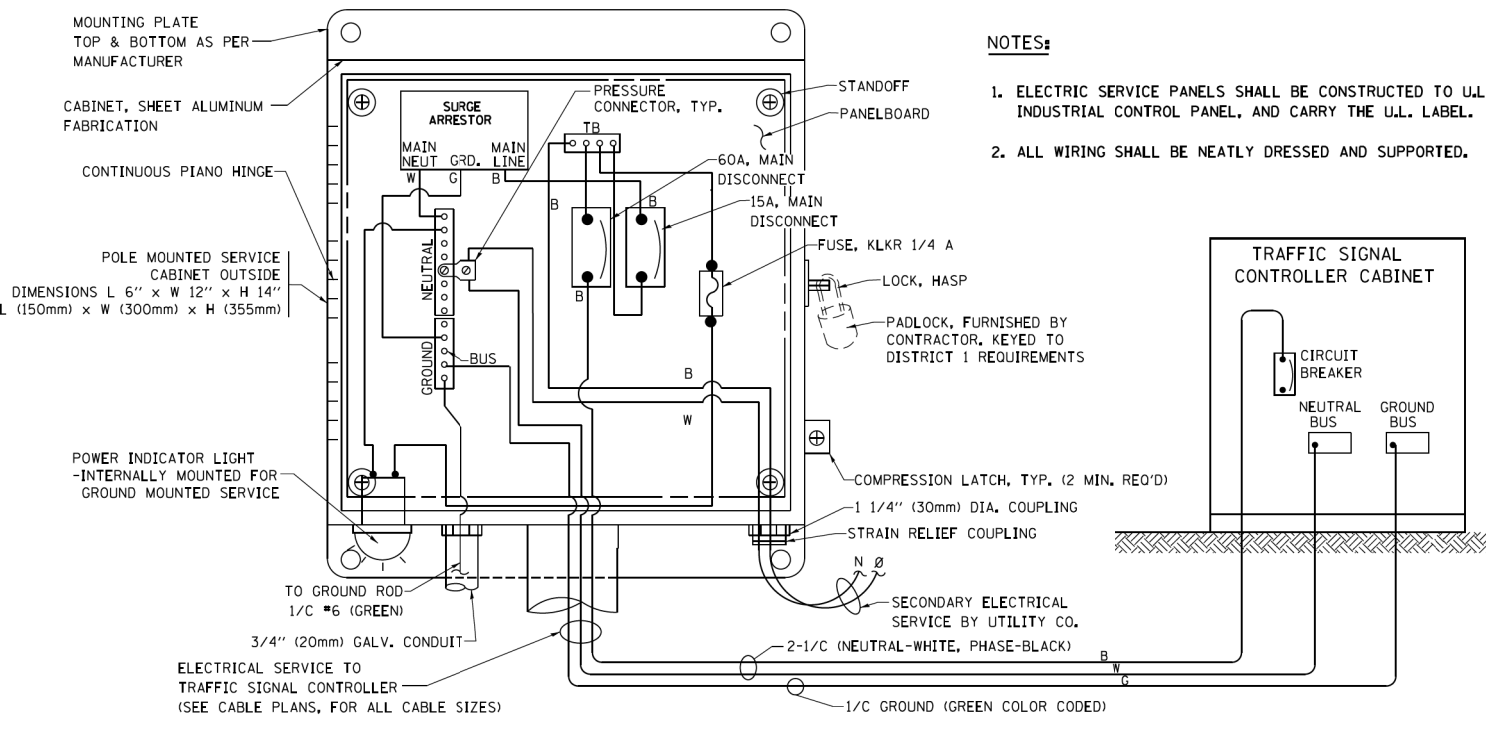 MOUNTING PLATE
TOP & BOTTOM AS PER
MANUFACTURER
CABINET, SHEET ALUMINUM
FABRICATION
CONTINUOUS PIANO HINGE
POLE MOUNTED SERVICE
CABINET OUTSIDE
DIMENSIONS L 6" x W 12" x H 14"
L (150mm) x W (300mm) x H (355mm)
POWER INDICATOR LIGHT
-INTERNALLY MOUNTED FOR
GROUND MOUNTED SERVICE
SURGE
ARRESTOR
MAIN
NEUT
GRD.
MAIN
LINE
W
G
B
PRESSURE
CONNECTOR, TYP.
TB
STANDOFF
PANELBOARD
60A, MAIN
DISCONNECT
15A, MAIN
DISCONNECT
B
B
B
FUSE, KLKR 1/4 A
LOCK, HASP
PADLOCK, FURNISHED BY
CONTRACTOR. KEYED TO
DISTRICT 1 REQUIREMENTS
NEUTRAL
GROUND
BUS
B
W
COMPRESSION LATCH, TYP. (2 MIN. REQ'D)
1 1/4" (30mm) DIA. COUPLING
STRAIN RELIEF COUPLING
N Ø
SECONDARY ELECTRICAL
SERVICE BY UTILITY CO.
TO GROUND ROD
1/C #6 (GREEN)
3/4" (20mm) GALV. CONDUIT
ELECTRICAL SERVICE TO
TRAFFIC SIGNAL CONTROLLER
(SEE CABLE PLANS, FOR ALL CABLE SIZES)
2-1/C (NEUTRAL-WHITE, PHASE-BLACK)
B
W
G
1/C GROUND (GREEN COLOR CODED)
NOTES:
1. ELECTRIC SERVICE PANELS SHALL BE CONSTRUCTED TO U.L
INDUSTRIAL CONTROL PANEL, AND CARRY THE U.L. LABEL.
2. ALL WIRING SHALL BE NEATLY DRESSED AND SUPPORTED.
TRAFFIC SIGNAL
CONTROLLER CABINET
CIRCUIT
BREAKER
NEUTRAL
BUS
GROUND
BUS